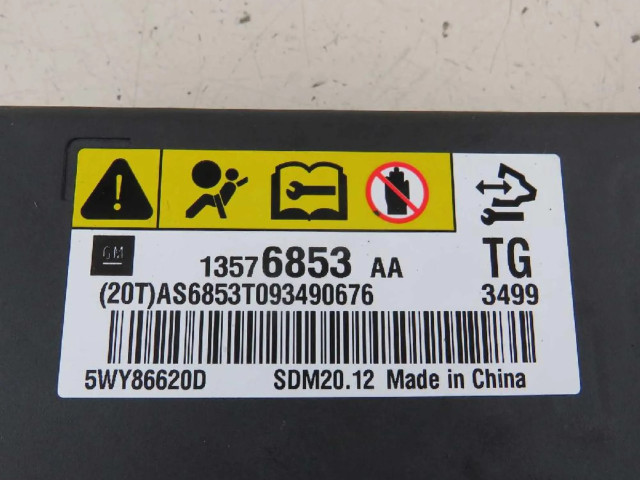 GM
13576853 AA TG
(20T)AS6853T093490676 3499
5WY86620D SDM20.12 Made in China